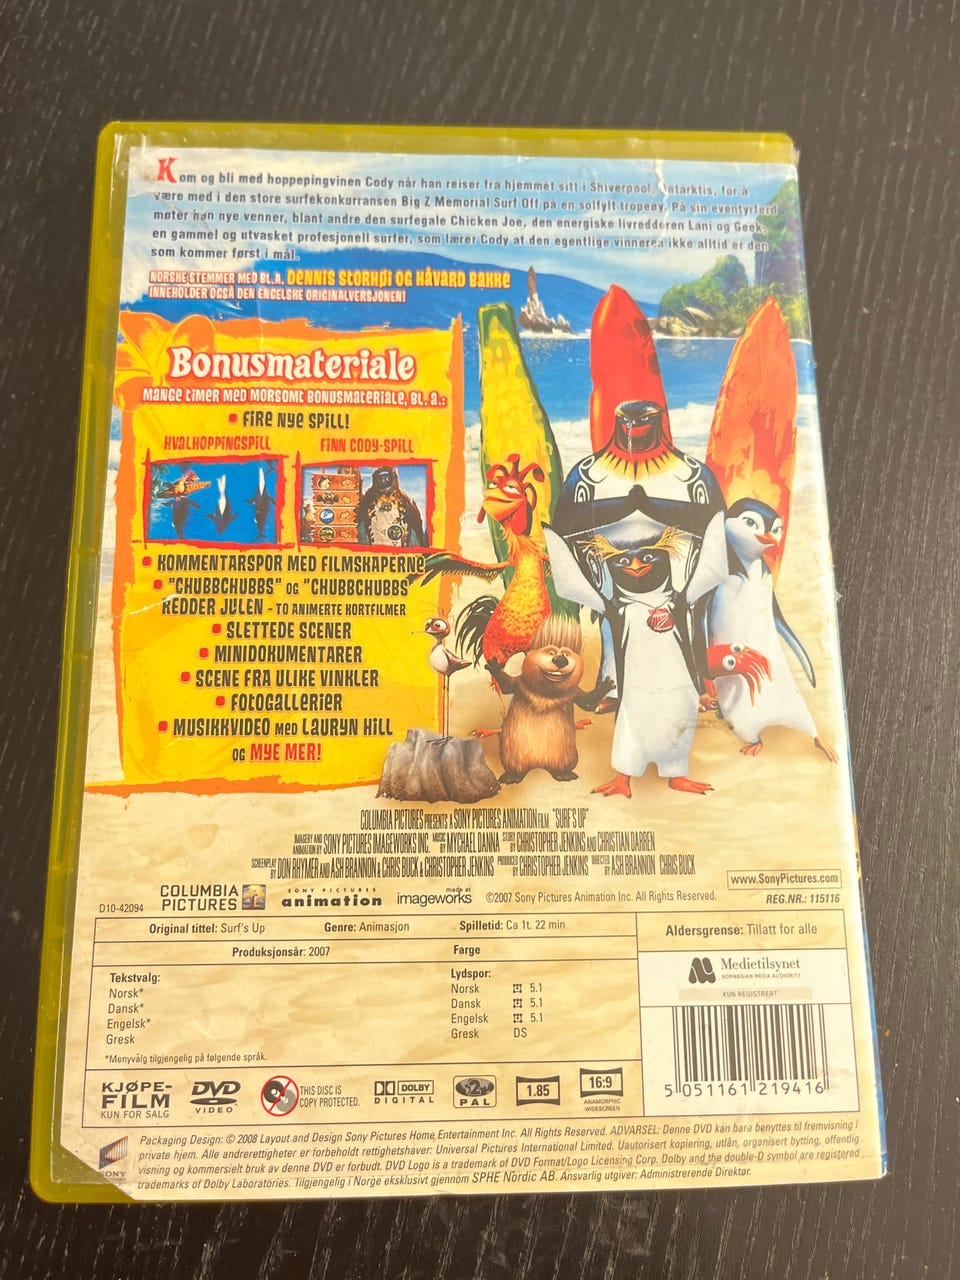 Kom og bli med hoppepingvinen Cody når han reiser fra hjemmet sitt i Shiverpool, Antarktis, for å
være med i den store surfekonkurransen Big Z Memorial Surf Off på en solfylt tropeøy. På sin eventyrferd
møter han nye venner, blant andre den surfegale Chicken Joe, den energiske livredderen Lani og Geek,
en gammel og utvasket profesjonell surfer, som lærer Cody at den egentlige vinneren ikke alltid er den
som kommer først i mål.
NORSKE STEMMER MED BL.A. DENNIS STORHØI OG HÅVARD BAKKE
INNEHOLDER OGSÅ DEN ENGELSKE ORIGINALVERSJONEN!
Bonusmateriale
MANGE TIMER MED MORSOMT BONUSMATERIALE, BL. A.:
• FIRE NYE SPILL!
HVALHOPPINGSPILL FINN CODY-SPILL
• KOMMENTARSPOR MED FILMSKAPERNE
• "CHUBBCHUBBS" OG "CHUBBCHUBBS
REDDER JULEN - TO ANIMERTE KORTFILMER
• SLETTEDE SCENER
• MINIDOKUMENTARER
• SCENE FRA ULIKE VINKLER
• FOTOGALLERIER
• MUSIKKVIDEO MED LAURYN HILL
OG MYE MER!
COLUMBIA PICTURES PRESENTS A SONY PICTURES ANIMATION FILM "SURF'S UP"
IMAGERY AND ANIMATION BY SONY PICTURES IMAGEWORKS INC. MUSIC BY MYCHAEL DANNA STORY BY CHRISTOPHER JENKINS AND CHRISTIAN DARREN
SCREENPLAY BY DON RHYMER AND ASH BRANNON & CHRIS BUCK & CHRISTOPHER JENKINS PRODUCED BY CHRISTOPHER JENKINS DIRECTED BY ASH BRANNON CHRIS BUCK
www.SonyPictures.com
COLUMBIA PICTURES SONY PICTURES animation made at imageworks ©2007 Sony Pictures Animation Inc. All Rights Reserved.
D10-42094 REG.NR.: 115116
Original tittel: Surf's Up Genre: Animasjon Spilletid: Ca 1t. 22 min
Produksjonsår: 2007 Farge
Aldersgrense: Tillatt for alle
Medietilsynet
NORWEGIAN MEDIA AUTHORITY
KUN REGISTRERT
Tekstvalg: Lydspor:
Norsk* Norsk 5.1
Dansk* Dansk 5.1
Engelsk* Engelsk 5.1
Gresk Gresk DS
*Menyvalg tilgjengelig på følgende språk.
KJØPE-
FILM
KUN FOR SALG
DVD
VIDEO
THIS DISC IS
COPY PROTECTED.
DOLBY
DIGITAL
2
PAL
1.85
16:9
ANAMORPHIC
WIDESCREEN
5 051161 219416
SONY
Packaging Design: © 2008 Layout and Design Sony Pictures Home Entertainment Inc. All Rights Reserved. ADVARSEL: Denne DVD kan bare benyttes til fremvisning i
private hjem. Alle andrerettigheter er forbeholdt rettighetshaver: Universal Pictures International Limited. Uautorisert kopiering, utlån, organisert bytting, offentlig
visning og kommersielt bruk av denne DVD er forbudt. DVD Logo is a trademark of DVD Format/Logo Licensing Corp. Dolby and the double-D symbol are registered
trademarks of Dolby Laboratories. Tilgjengelig i Norge eksklusivt gjennom SPHE Nordic AB. Ansvarlig utgiver: Administrerende Direktør.